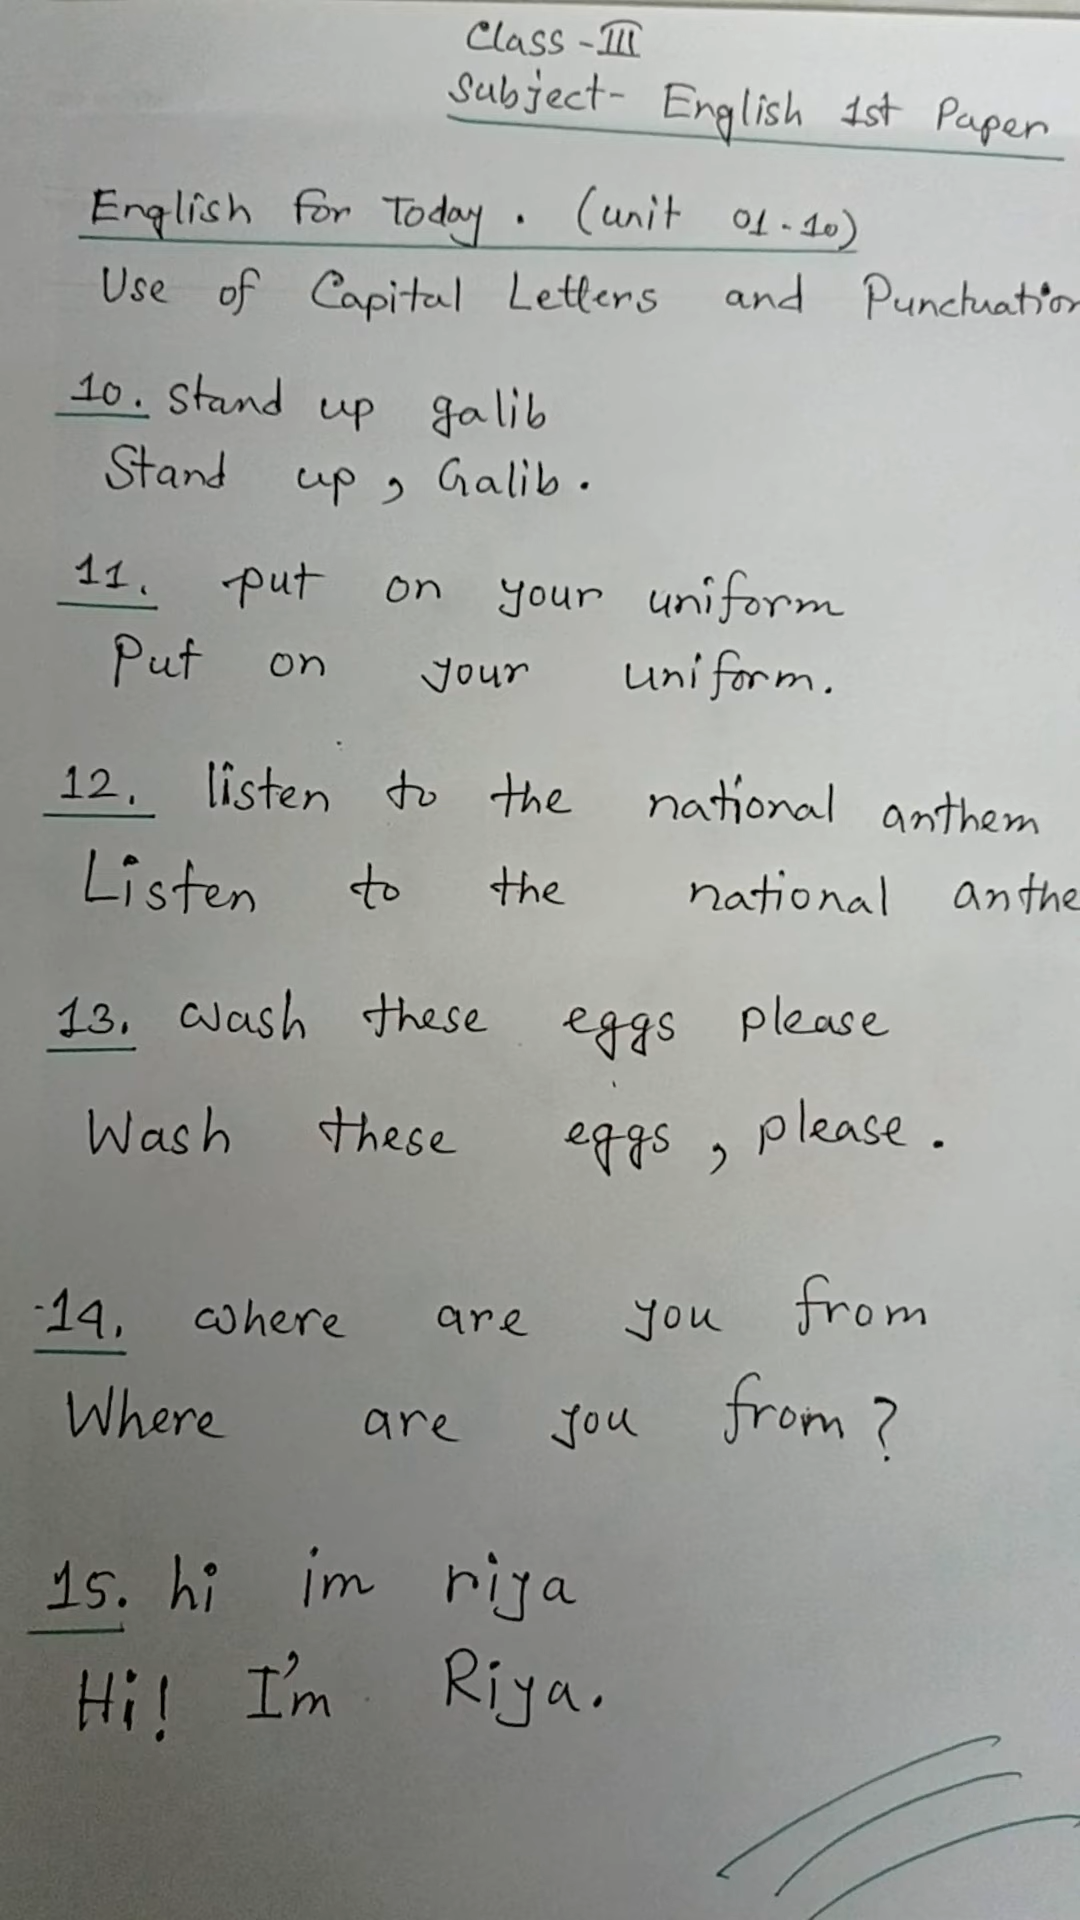 Class - III
Subject - English 1st Paper
English for Today. (unit 01-10)
Use of Capital Letters and Punctuation
10. stand up galib
Stand up, Galib.
11. put on your uniform
Put on your uniform.
12. listen to the national anthem
Listen to the national anthe
13. wash these eggs please
Wash these eggs, please.
14. where are you from
Where are you from?
15. hi im riya
Hi! I'm Riya.